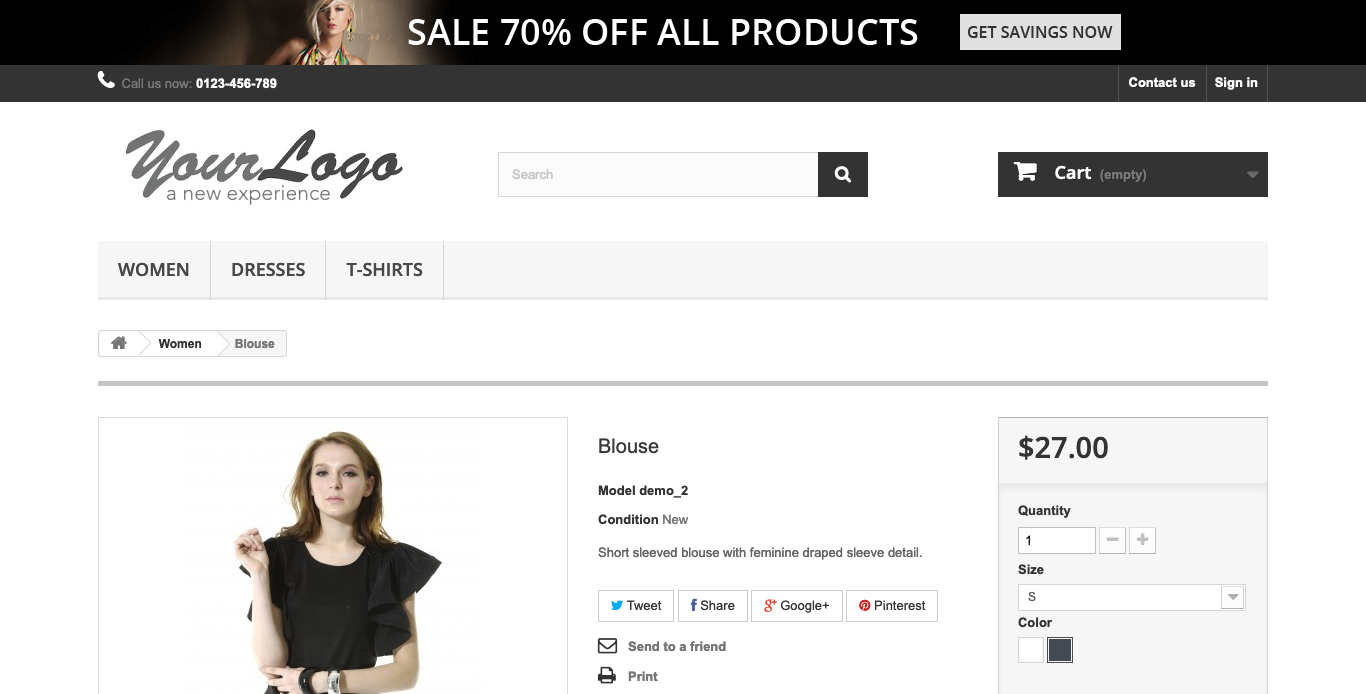 SALE 70% OFF ALL PRODUCTS
GET SAVINGS NOW
Call us now: 0123-456-789
Contact us
Sign in
YourLogo
a new experience
Search
Cart (empty)
WOMEN
DRESSES
T-SHIRTS
Women
Blouse
Blouse
Model demo_2
Condition New
Short sleeved blouse with feminine draped sleeve detail.
Tweet
Share
Google+
Pinterest
Send to a friend
Print
$27.00
Quantity
1
Size
S
Color